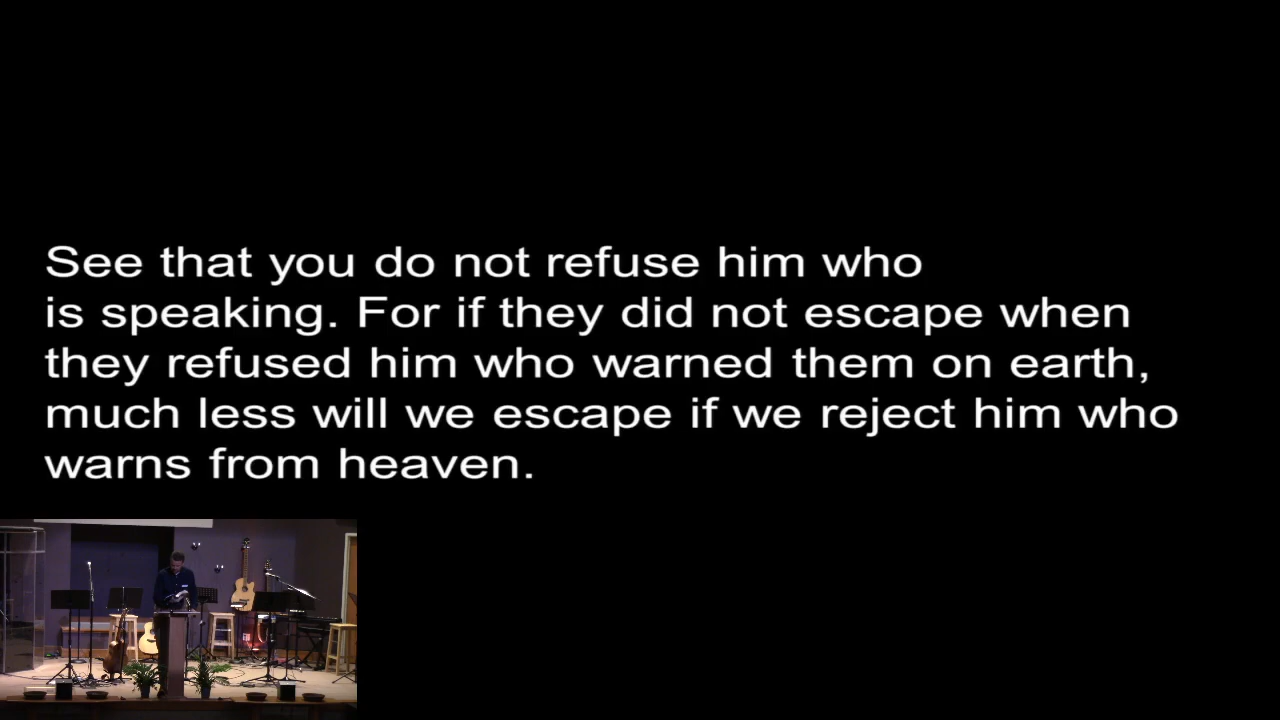 See that you do not refuse him who
is speaking. For if they did not escape when
they refused him who warned them on earth,
much less will we escape if we reject him who
warns from heaven.